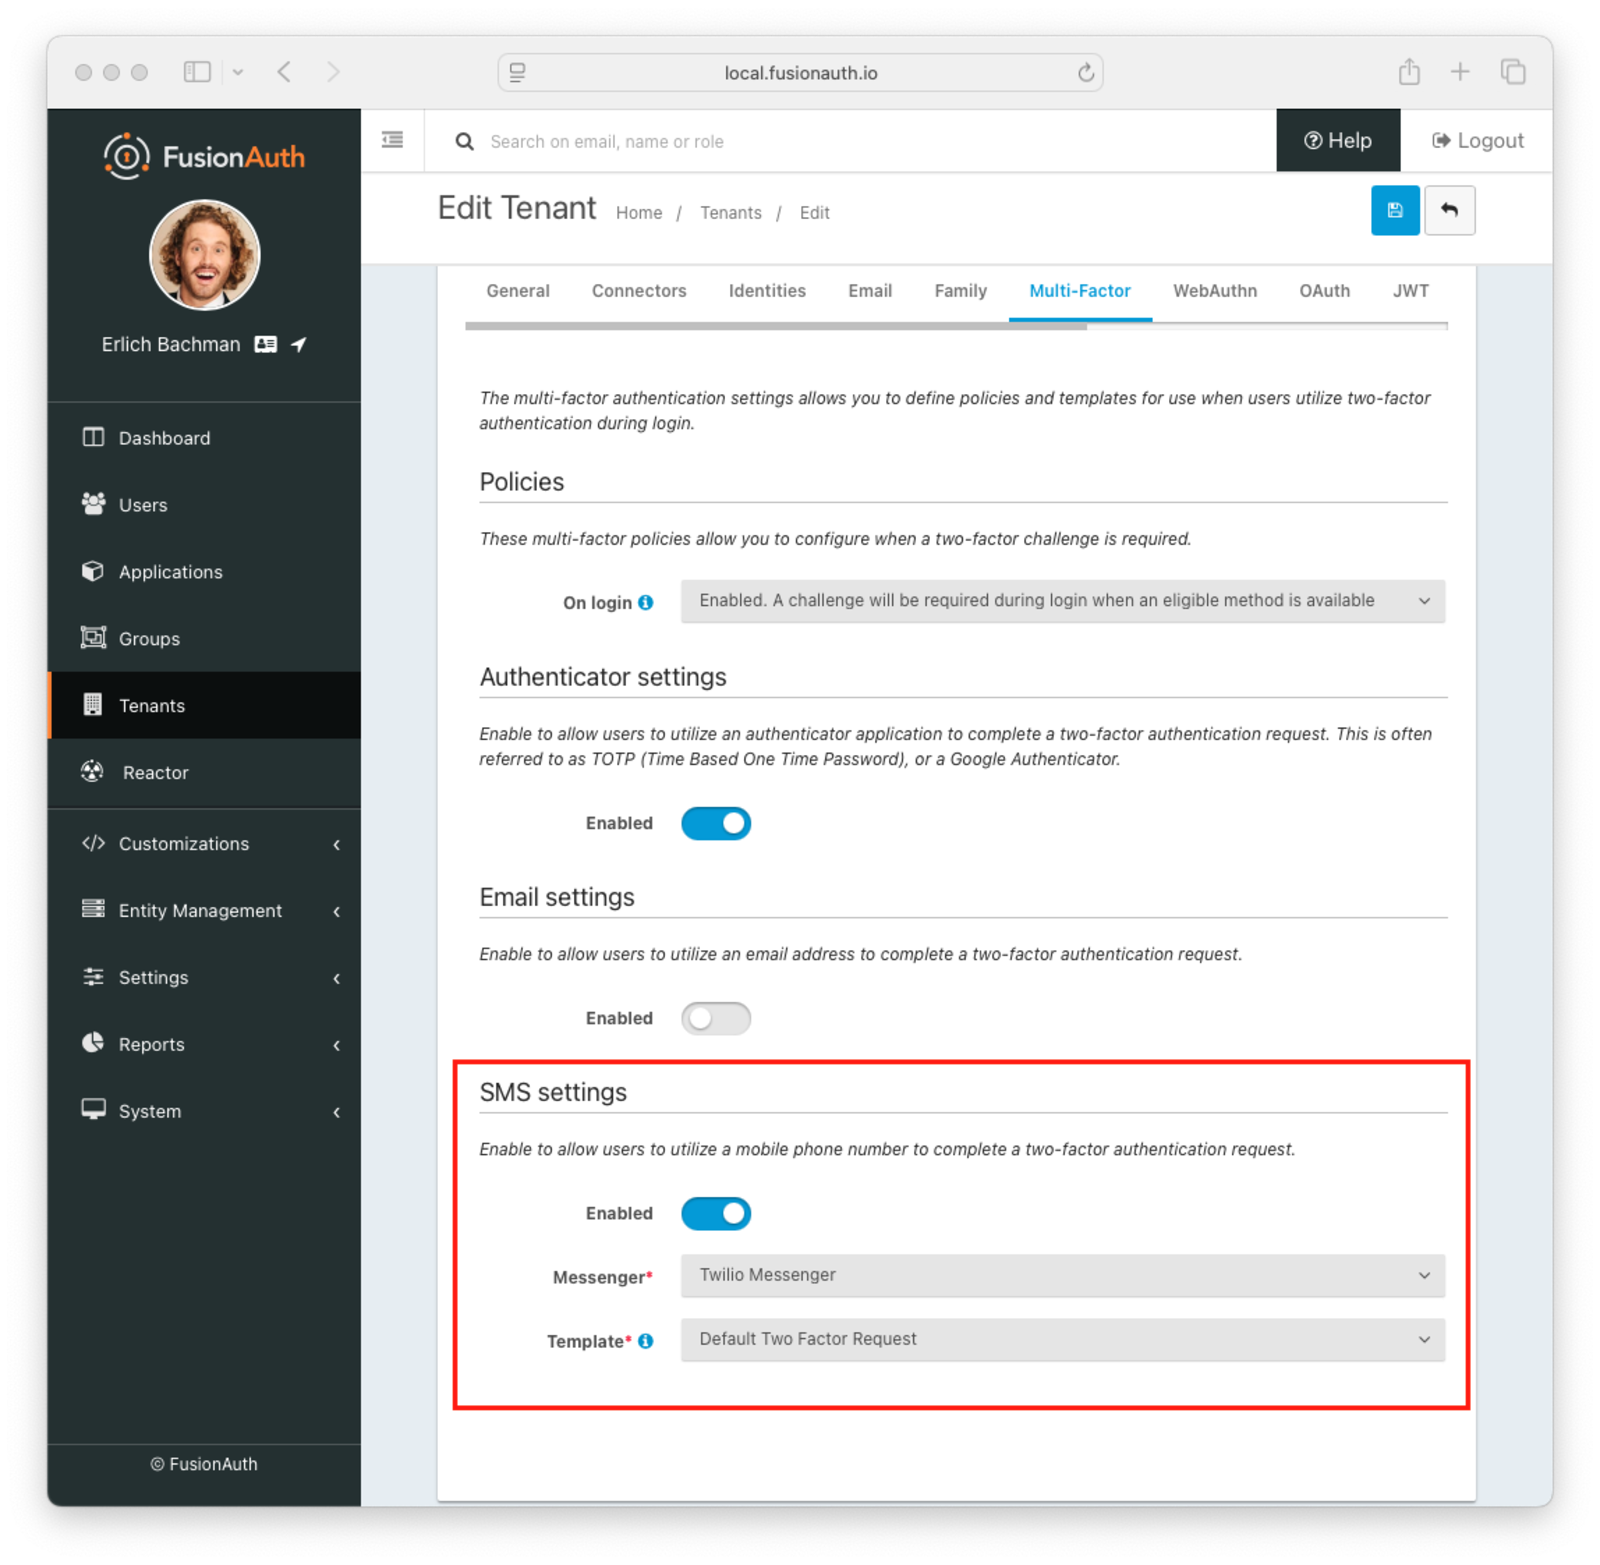 local.fusionauth.io
FusionAuth
Search on email, name or role
Help
Logout
Edit Tenant
Home / Tenants / Edit
Erlich Bachman
Dashboard
Users
Applications
Groups
Tenants
Reactor
Customizations
Entity Management
Settings
Reports
System
© FusionAuth
General Connectors Identities Email Family Multi-Factor WebAuthn OAuth JWT
The multi-factor authentication settings allows you to define policies and templates for use when users utilize two-factor
authentication during login.
Policies
These multi-factor policies allow you to configure when a two-factor challenge is required.
On login Enabled. A challenge will be required during login when an eligible method is available
Authenticator settings
Enable to allow users to utilize an authenticator application to complete a two-factor authentication request. This is often
referred to as TOTP (Time Based One Time Password), or a Google Authenticator.
Enabled
Email settings
Enable to allow users to utilize an email address to complete a two-factor authentication request.
Enabled
SMS settings
Enable to allow users to utilize a mobile phone number to complete a two-factor authentication request.
Enabled
Messenger* Twilio Messenger
Template* Default Two Factor Request